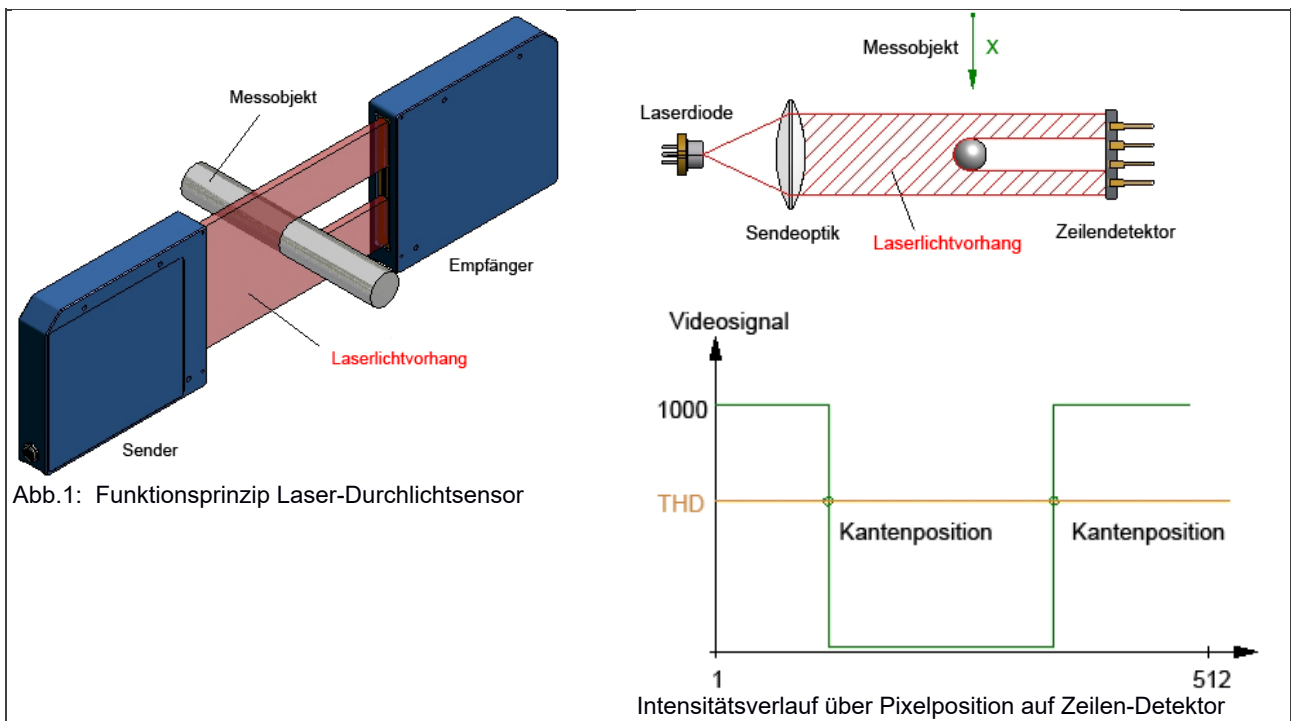 Messobjekt
Empfänger
Laserlichtvorhang
Sender
Abb.1: Funktionsprinzip Laser-Durchlichtsensor
Messobjekt X
Laserdiode
Sendeoptik
Laserlichtvorhang
Zeilendetektor
Videosignal
1000
THD
Kantenposition Kantenposition
1 512
Intensitätsverlauf über Pixelposition auf Zeilen-Detektor